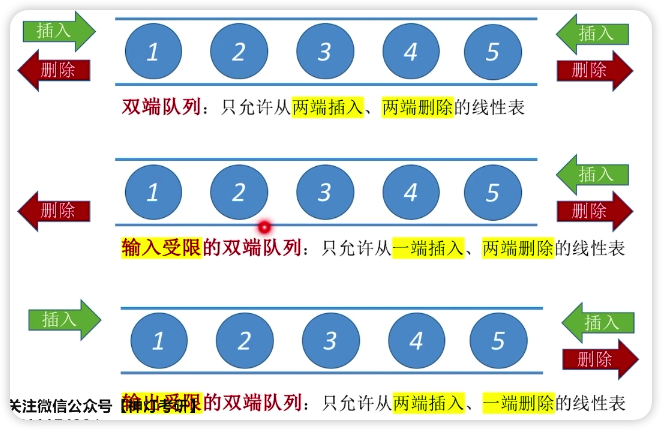 插入 插入
1 2 3 4 5
删除 删除
双端队列：只允许从两端插入、两端删除的线性表
插入
1 2 3 4 5
删除 删除
输入受限的双端队列：只允许从一端插入、两端删除的线性表
插入 插入
1 2 3 4 5
删除
输出受限的双端队列：只允许从两端插入、一端删除的线性表
关注微信公众号【神灯考研】